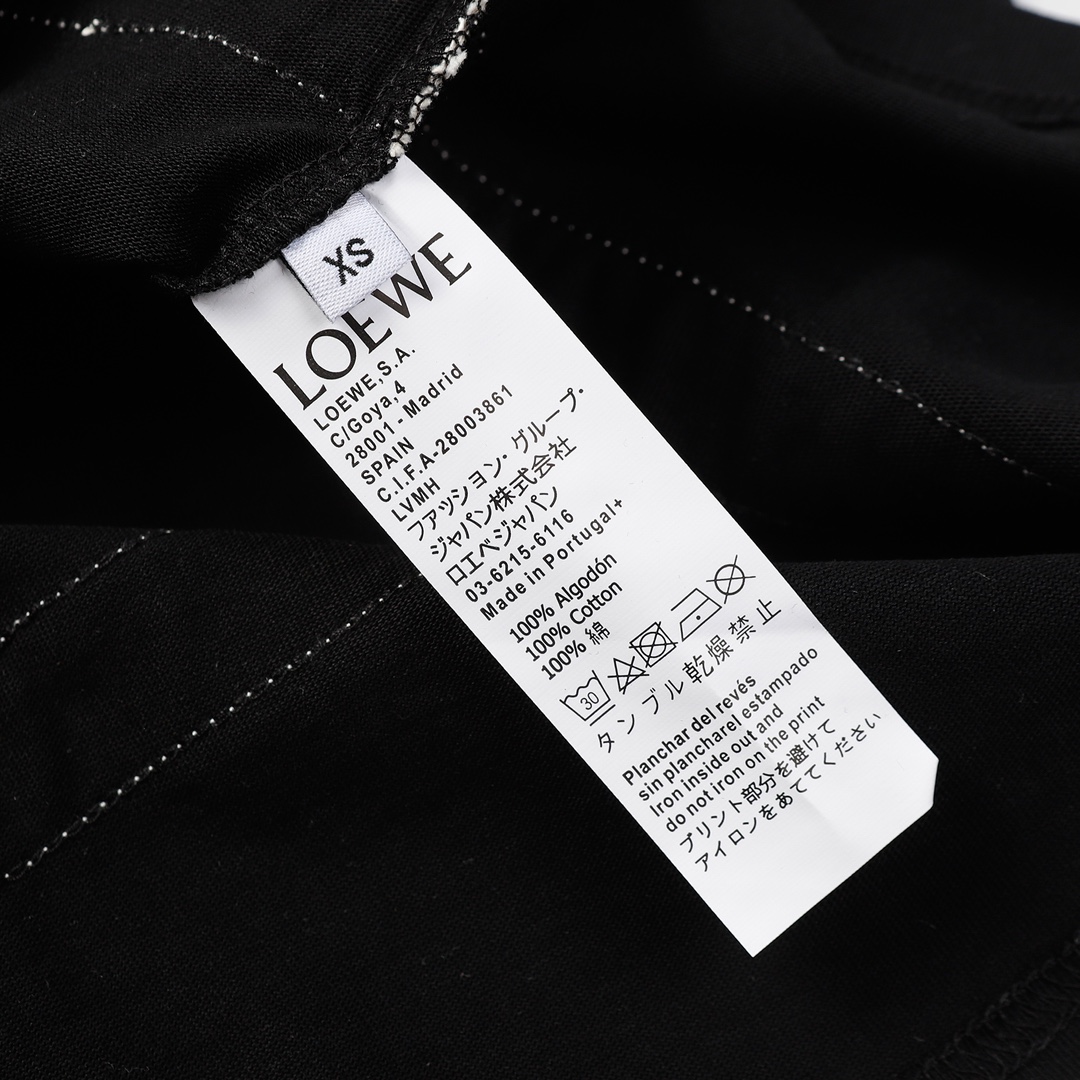 XS
LOEWE
LOEWE,S.A.
C/Goya,4
28001-Madrid
SPAIN
C.I.F.A-28003861
LVMH
ファッション・グループ・
ジャパン株式会社
ロエベジャパン
03-6215-6116
Made in Portugal+
100% Algodón
100% Cotton
100% 綿
30
タンブル乾燥禁止
Planchar del revés
sin plancharel estampado
Iron inside out and
do not iron on the print
プリント部分を避けて
アイロンをあててください